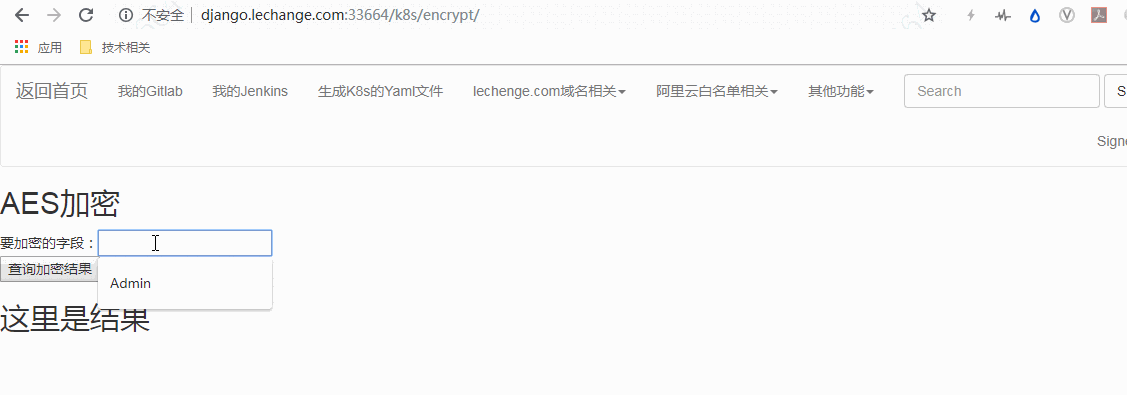 不安全 django.lechange.com:33664/k8s/encrypt/
应用 技术相关
返回首页 我的Gitlab 我的Jenkins 生成K8s的Yaml文件 lechenge.com域名相关 阿里云白名单相关 其他功能 Search S
Signe
AES加密
要加密的字段：
查询加密结果
Admin
这里是结果